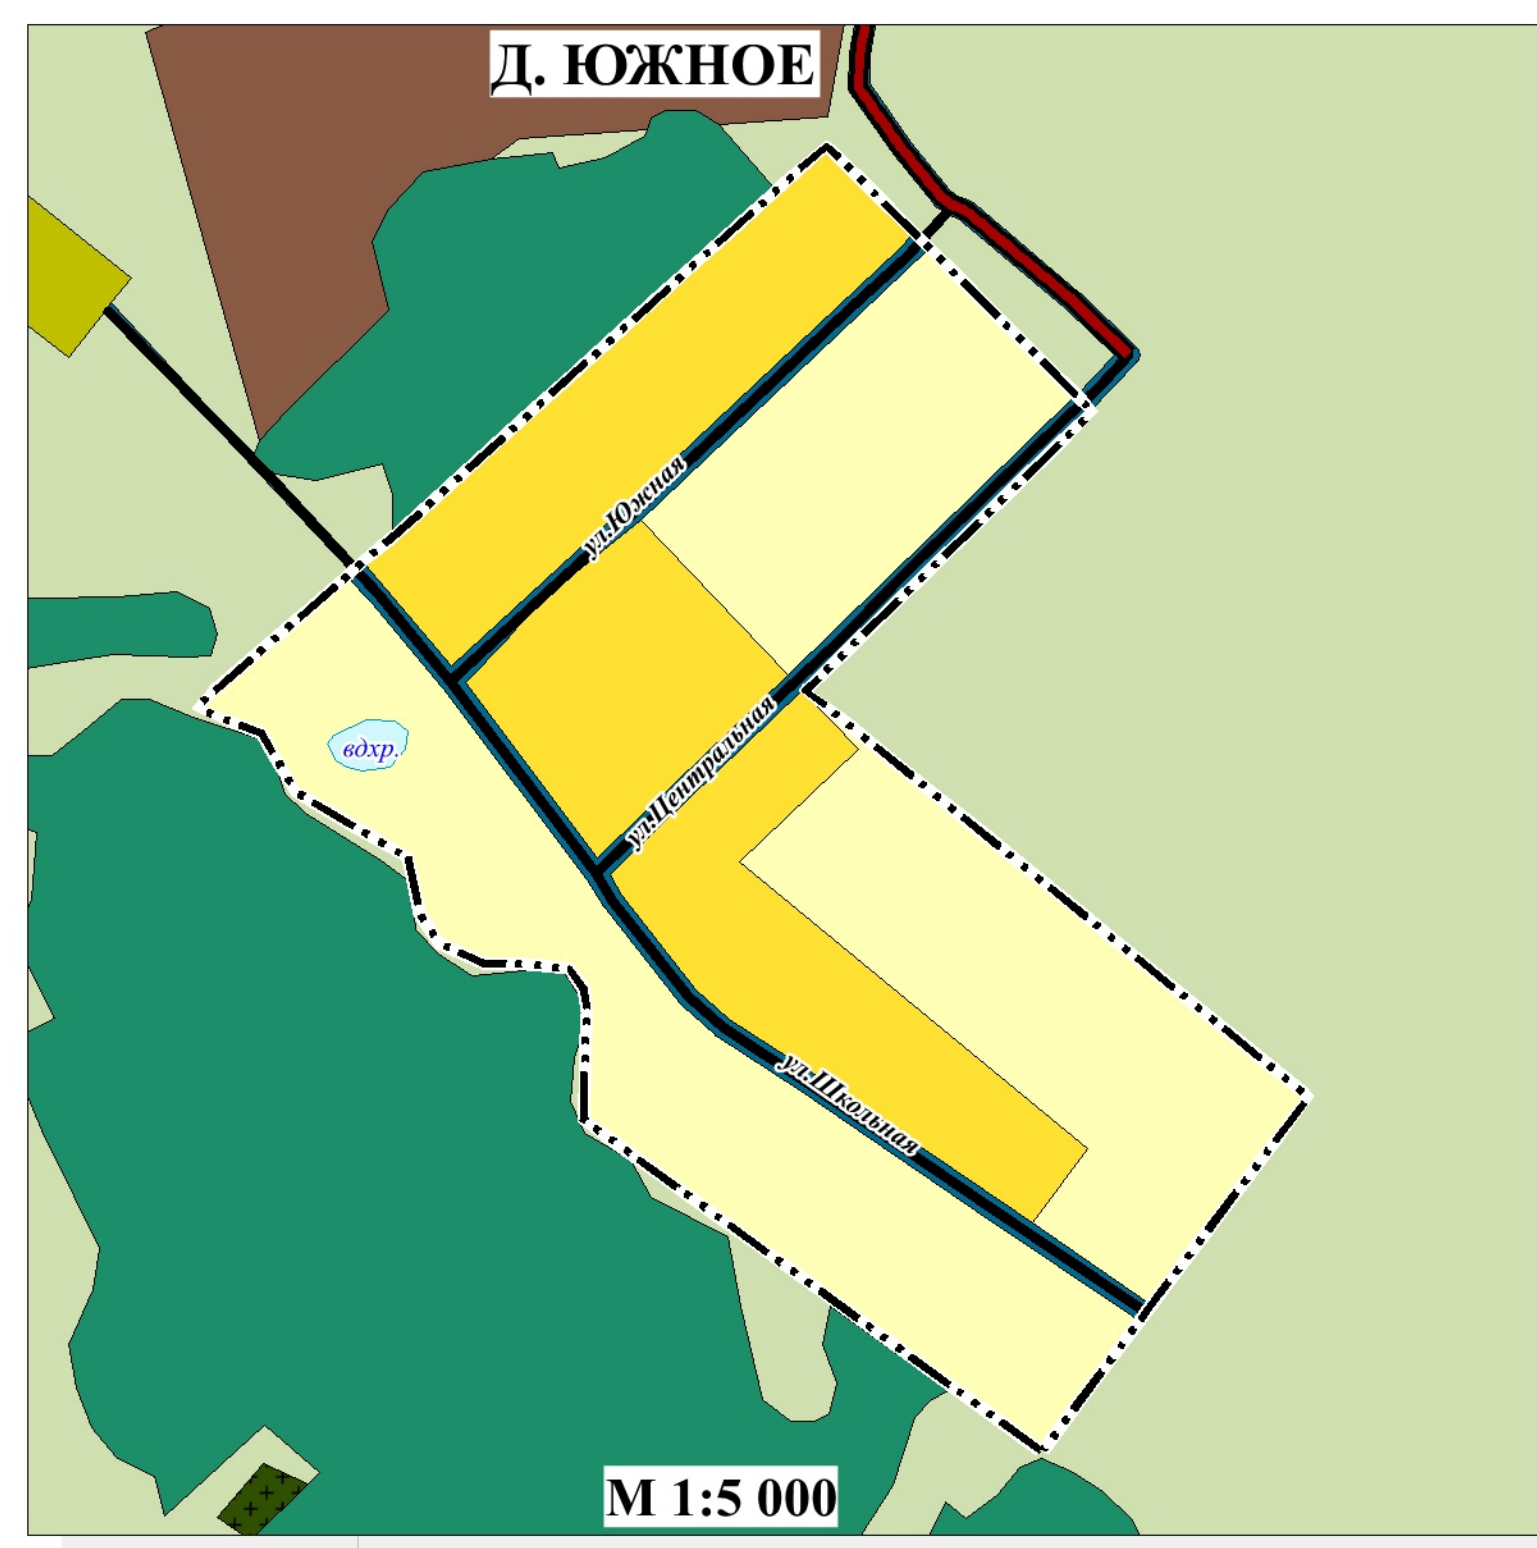 Д. ЮЖНОЕ
ул.Южная
вдхр.
ул.Центральная
ул.Школьная
М 1:5 000